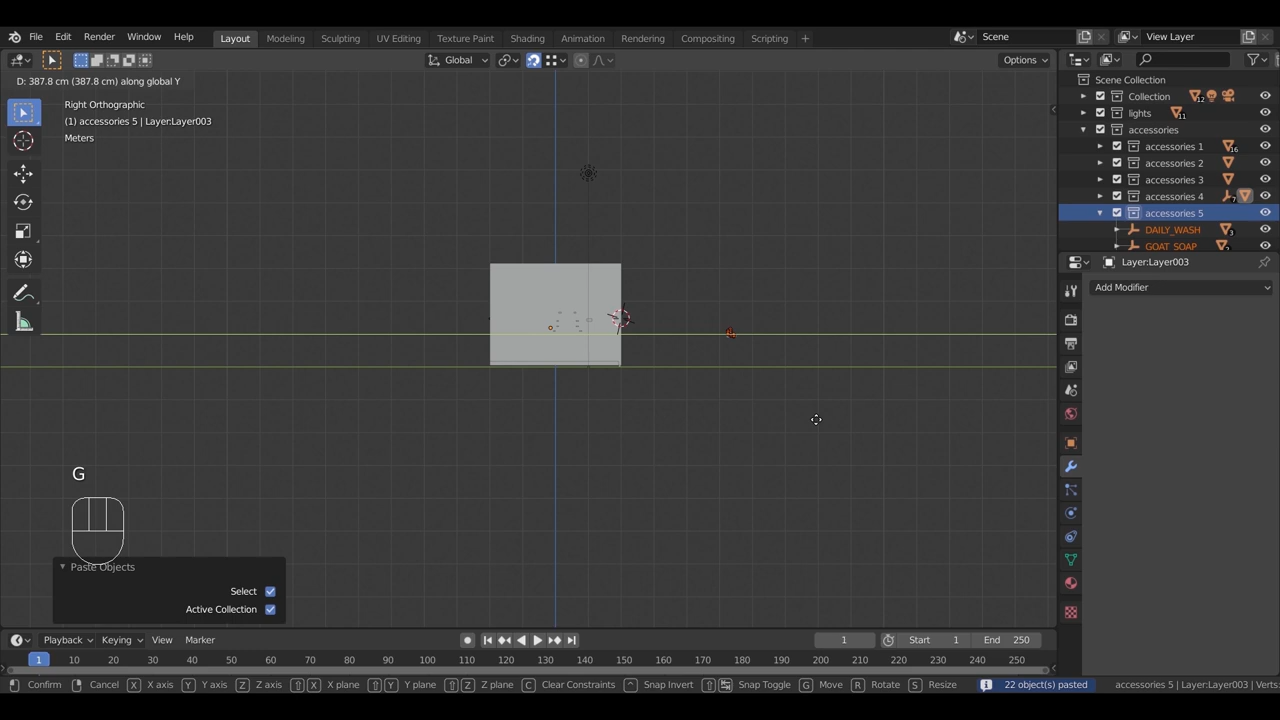 File Edit Render Window Help Layout Modeling Sculpting UV Editing Texture Paint Shading Animation Rendering Compositing Scripting + Scene View Layer
Global Options
D: 387.8 cm (387.8 cm) along global Y
Right Orthographic
(1) accessories 5 | Layer:Layer003
Meters
Scene Collection
Collection 12
lights 11
accessories
accessories 1 16
accessories 2
accessories 3
accessories 4 7
accessories 5
DAILY_WASH 3
GOAT_SOAP
Layer:Layer003
Add Modifier
G
Paste Objects
Select
Active Collection
Playback Keying View Marker 1 Start 1 End 250
1 10 20 30 40 50 60 70 80 90 100 110 120 130 140 150 160 170 180 190 200 210 220 230 240 250
Confirm Cancel X X axis Y Y axis Z Z axis X X plane Y Y plane Z Z plane C Clear Constraints Snap Invert Snap Toggle G Move R Rotate S Resize 22 object(s) pasted accessories 5 | Layer:Layer003 | Verts: